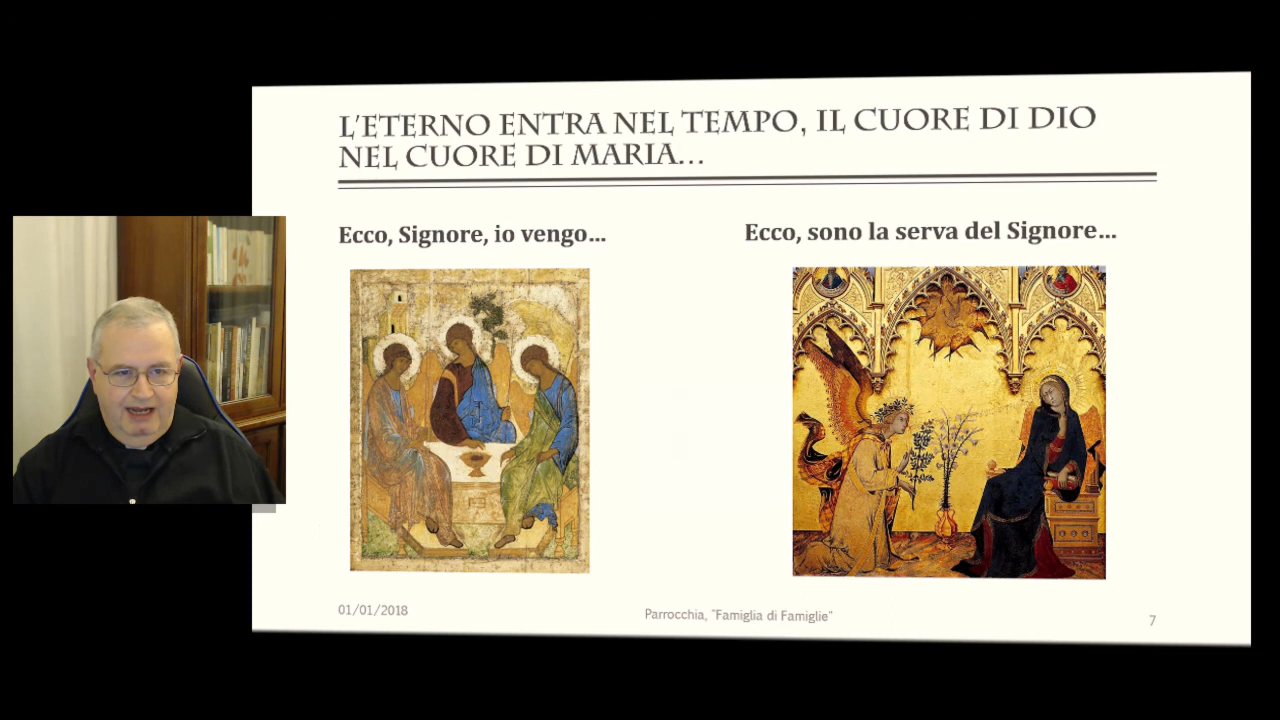 L'ETERNO ENTRA NEL TEMPO, IL CUORE DI DIO
NEL CUORE DI MARIA…
Ecco, Signore, io vengo…
Ecco, sono la serva del Signore…
01/01/2018
Parrocchia, "Famiglia di Famiglie"
7